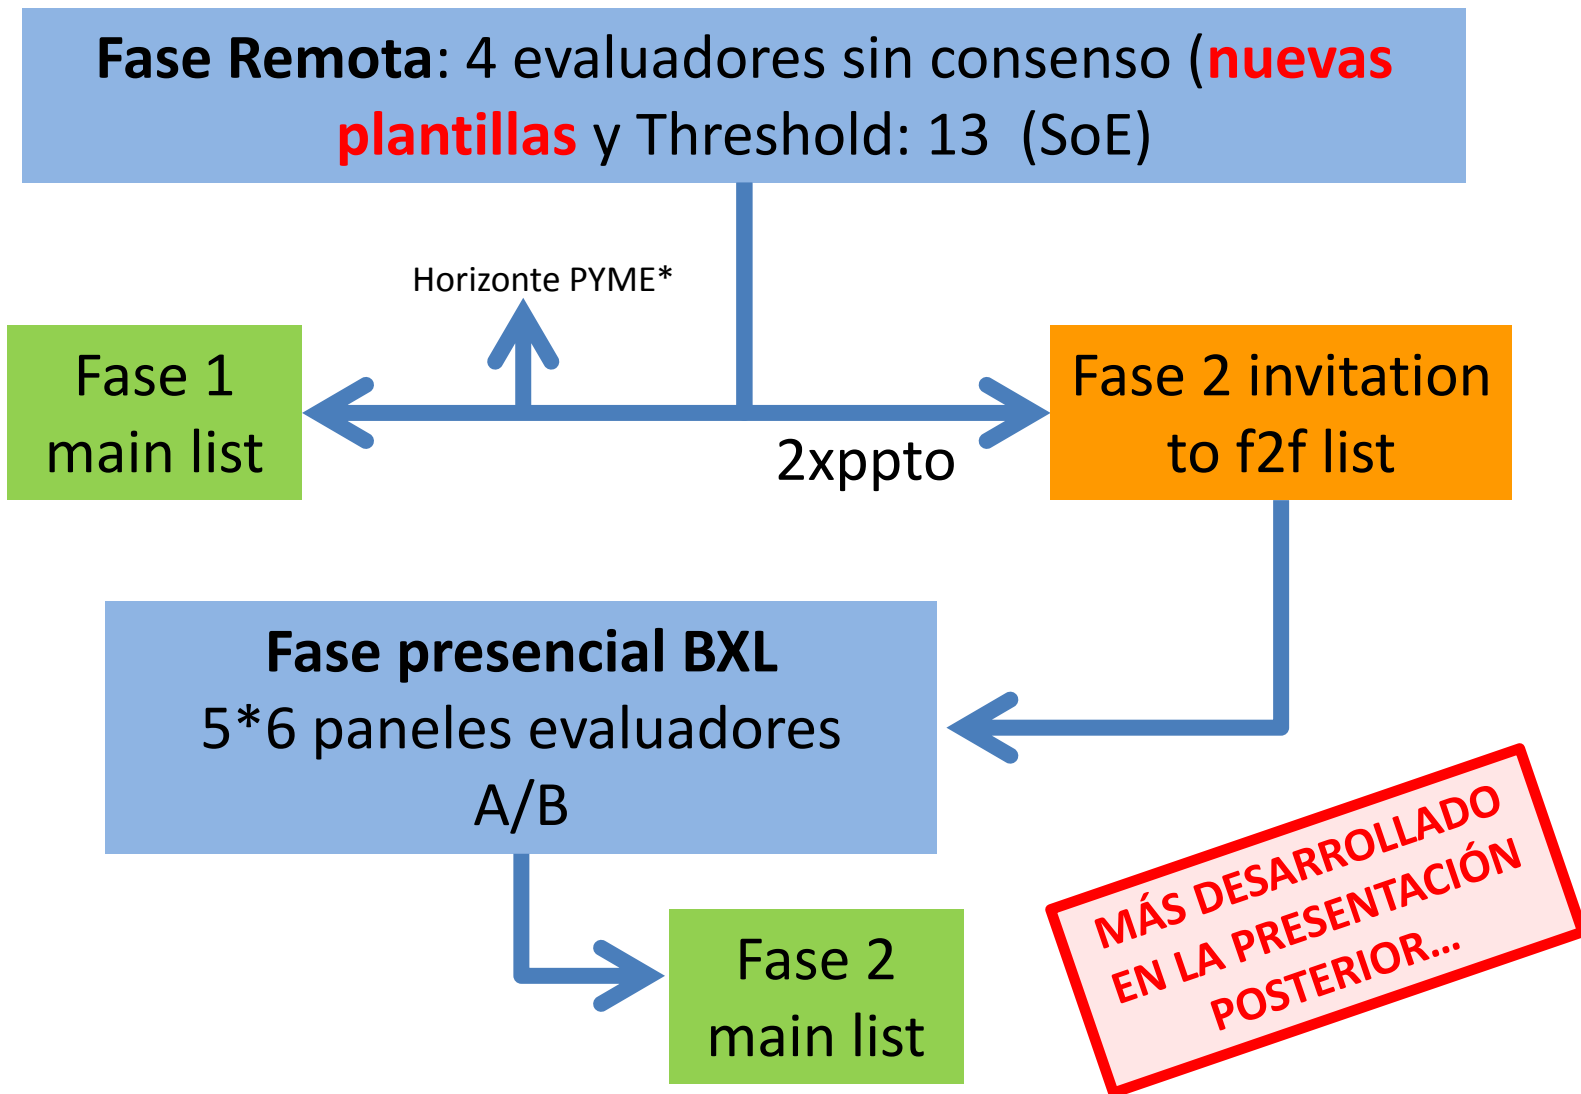 Fase Remota: 4 evaluadores sin consenso (nuevas
plantillas y Threshold: 13 (SoE)
Horizonte PYME*
Fase 1
main list
2xppto
Fase 2 invitation
to f2f list
Fase presencial BXL
5*6 paneles evaluadores
A/B
Fase 2
main list
MÁS DESARROLLADO
EN LA PRESENTACIÓN
POSTERIOR...